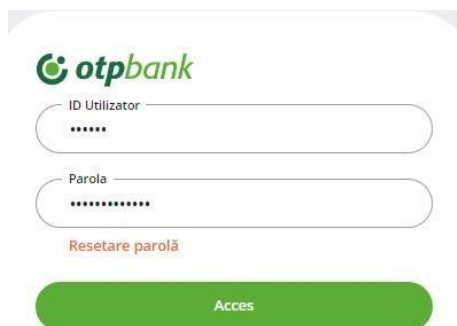 otpbank
ID Utilizator
••••••
Parola
•••••••••••••
Resetare parolă
Acces